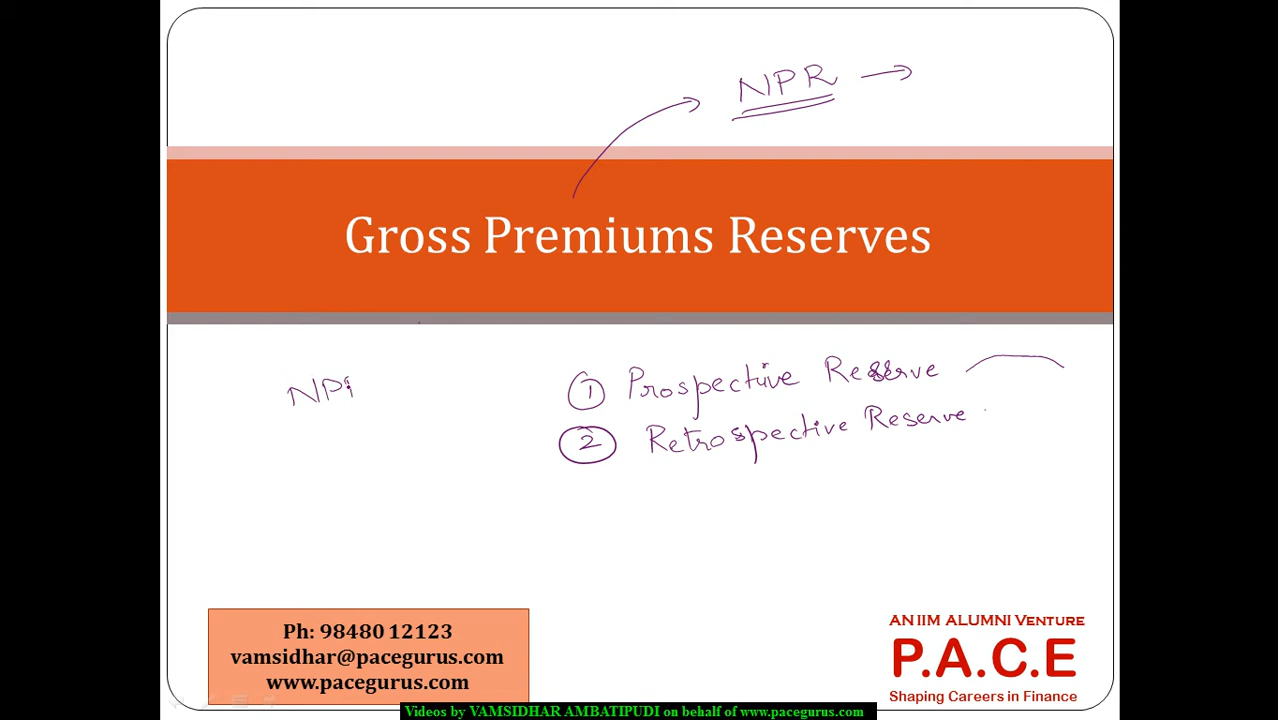 NPR
Gross Premiums Reserves
① Prospective Reserve
NPR
② Retrospective Reserve
Ph: 98480 12123
vamsidhar@pacegurus.com
www.pacegurus.com
AN IIM ALUMNI VENTURE
P.A.C.E
Shaping Careers in Finance
Videos by VAMSIDHAR AMBATIPUDI on behalf of www.pacegurus.com